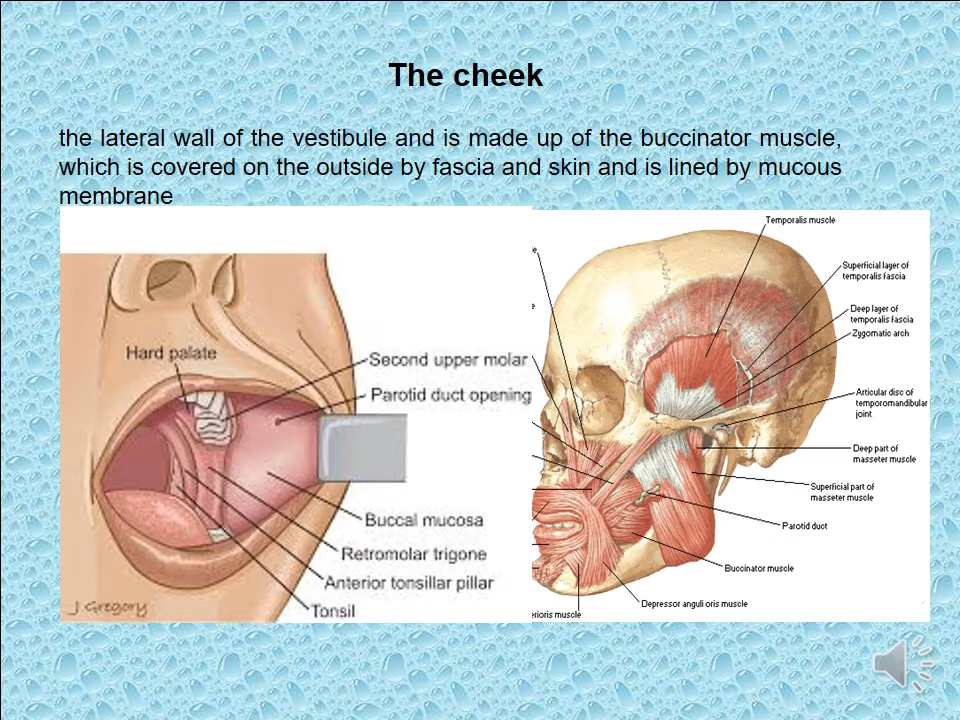 The cheek
the lateral wall of the vestibule and is made up of the buccinator muscle,
which is covered on the outside by fascia and skin and is lined by mucous
membrane
Hard palate
Second upper molar
Parotid duct opening
Buccal mucosa
Retromolar trigone
Anterior tonsillar pillar
Tonsil
J Gregory
Temporalis muscle
Superficial layer of
temporalis fascia
Deep layer of
temporalis fascia
Zygomatic arch
Articular disc of
temporomandibular
joint
Deep part of
masseter muscle
Superficial part of
masseter muscle
Parotid duct
Buccinator muscle
Depressor anguli oris muscle
erioris muscle